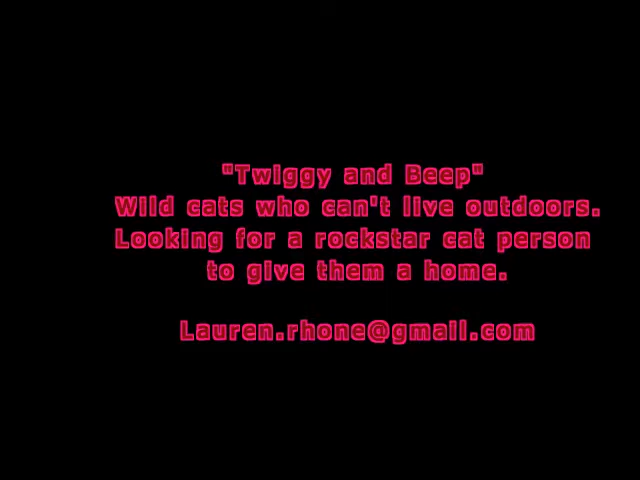 "Twiggy and Beep"
Wild cats who can't live outdoors.
Looking for a rockstar cat person
to give them a home.
Lauren.rhone@gmail.com